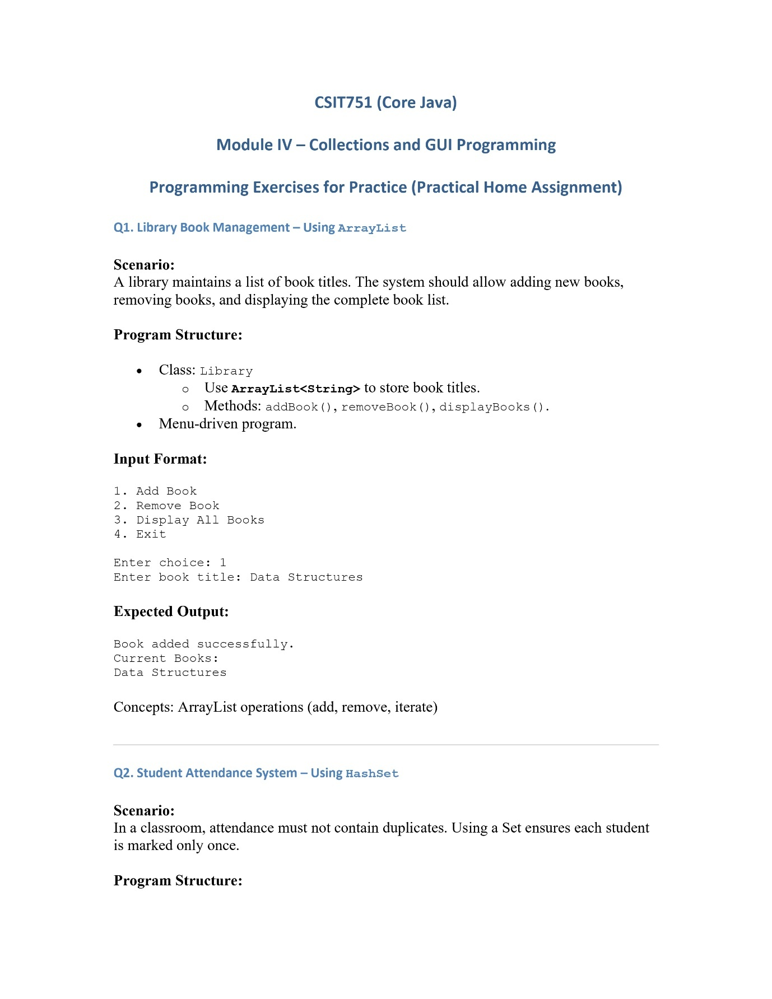 CSIT751 (Core Java)
Module IV – Collections and GUI Programming
Programming Exercises for Practice (Practical Home Assignment)
Q1. Library Book Management – Using ArrayList
Scenario:
A library maintains a list of book titles. The system should allow adding new books,
removing books, and displaying the complete book list.
Program Structure:
• Class: Library
o Use ArrayList<String> to store book titles.
o Methods: addBook(), removeBook(), displayBooks().
• Menu-driven program.
Input Format:
1. Add Book
2. Remove Book
3. Display All Books
4. Exit
Enter choice: 1
Enter book title: Data Structures
Expected Output:
Book added successfully.
Current Books:
Data Structures
Concepts: ArrayList operations (add, remove, iterate)
Q2. Student Attendance System – Using HashSet
Scenario:
In a classroom, attendance must not contain duplicates. Using a Set ensures each student
is marked only once.
Program Structure: